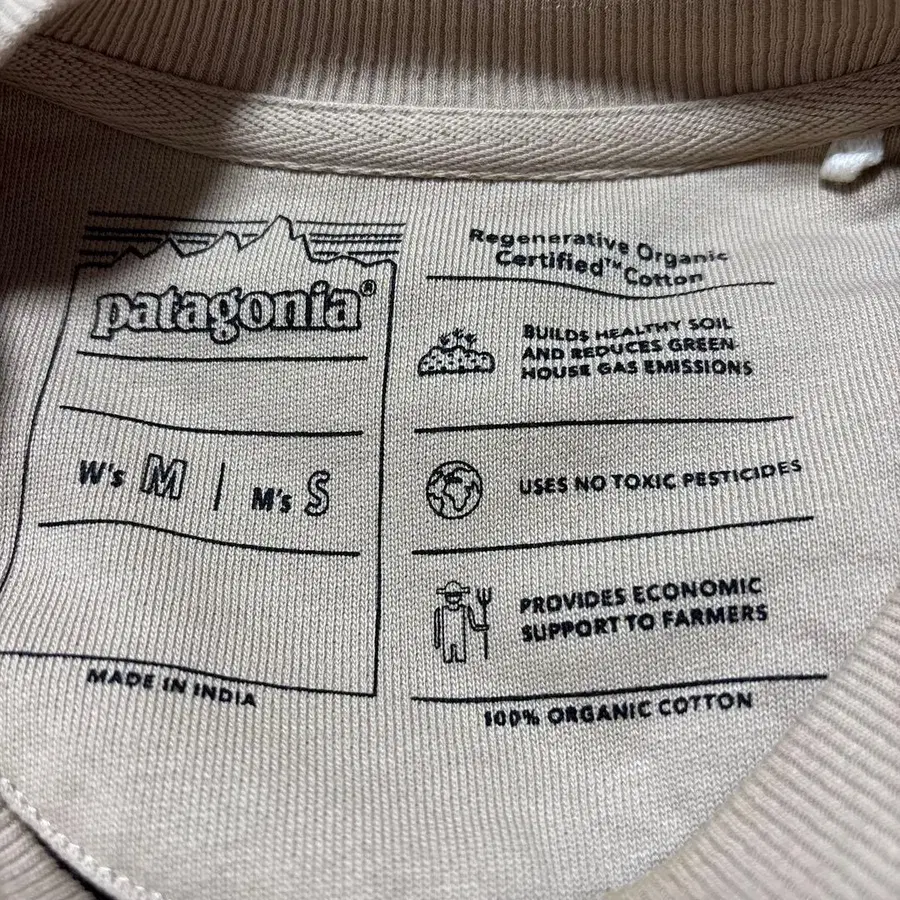 patagonia®
W's M | M's S
MADE IN INDIA
Regenerative Organic
Certified™ Cotton
BUILDS HEALTHY SOIL
AND REDUCES GREEN-
HOUSE GAS EMISSIONS
USES NO TOXIC PESTICIDES
PROVIDES ECONOMIC
SUPPORT TO FARMERS
100% ORGANIC COTTON